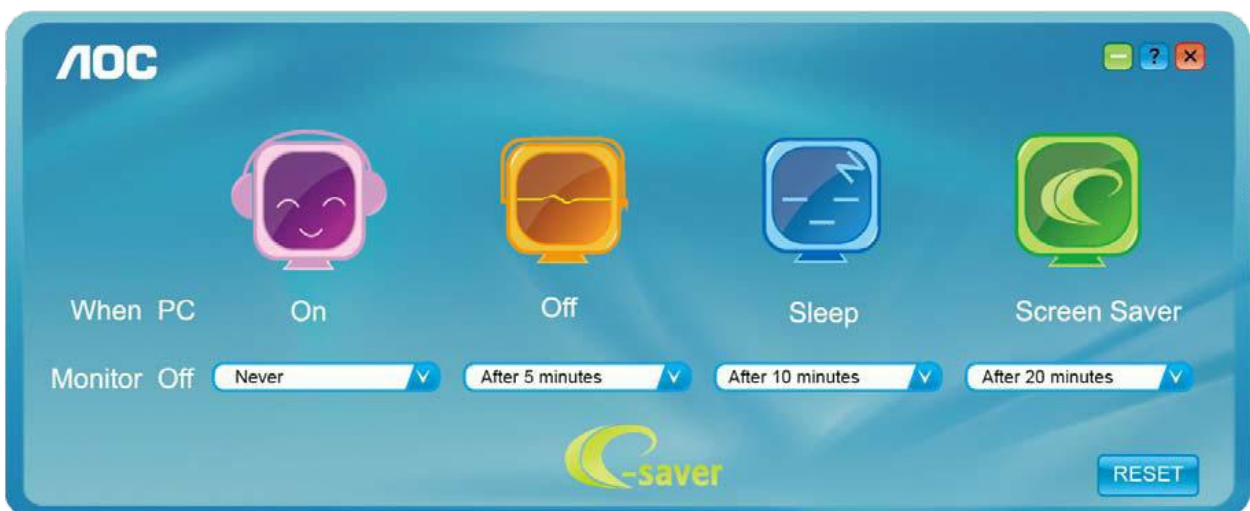 AOC
?
When PC On Off Sleep Screen Saver
Monitor Off Never After 5 minutes After 10 minutes After 20 minutes
e-saver
RESET